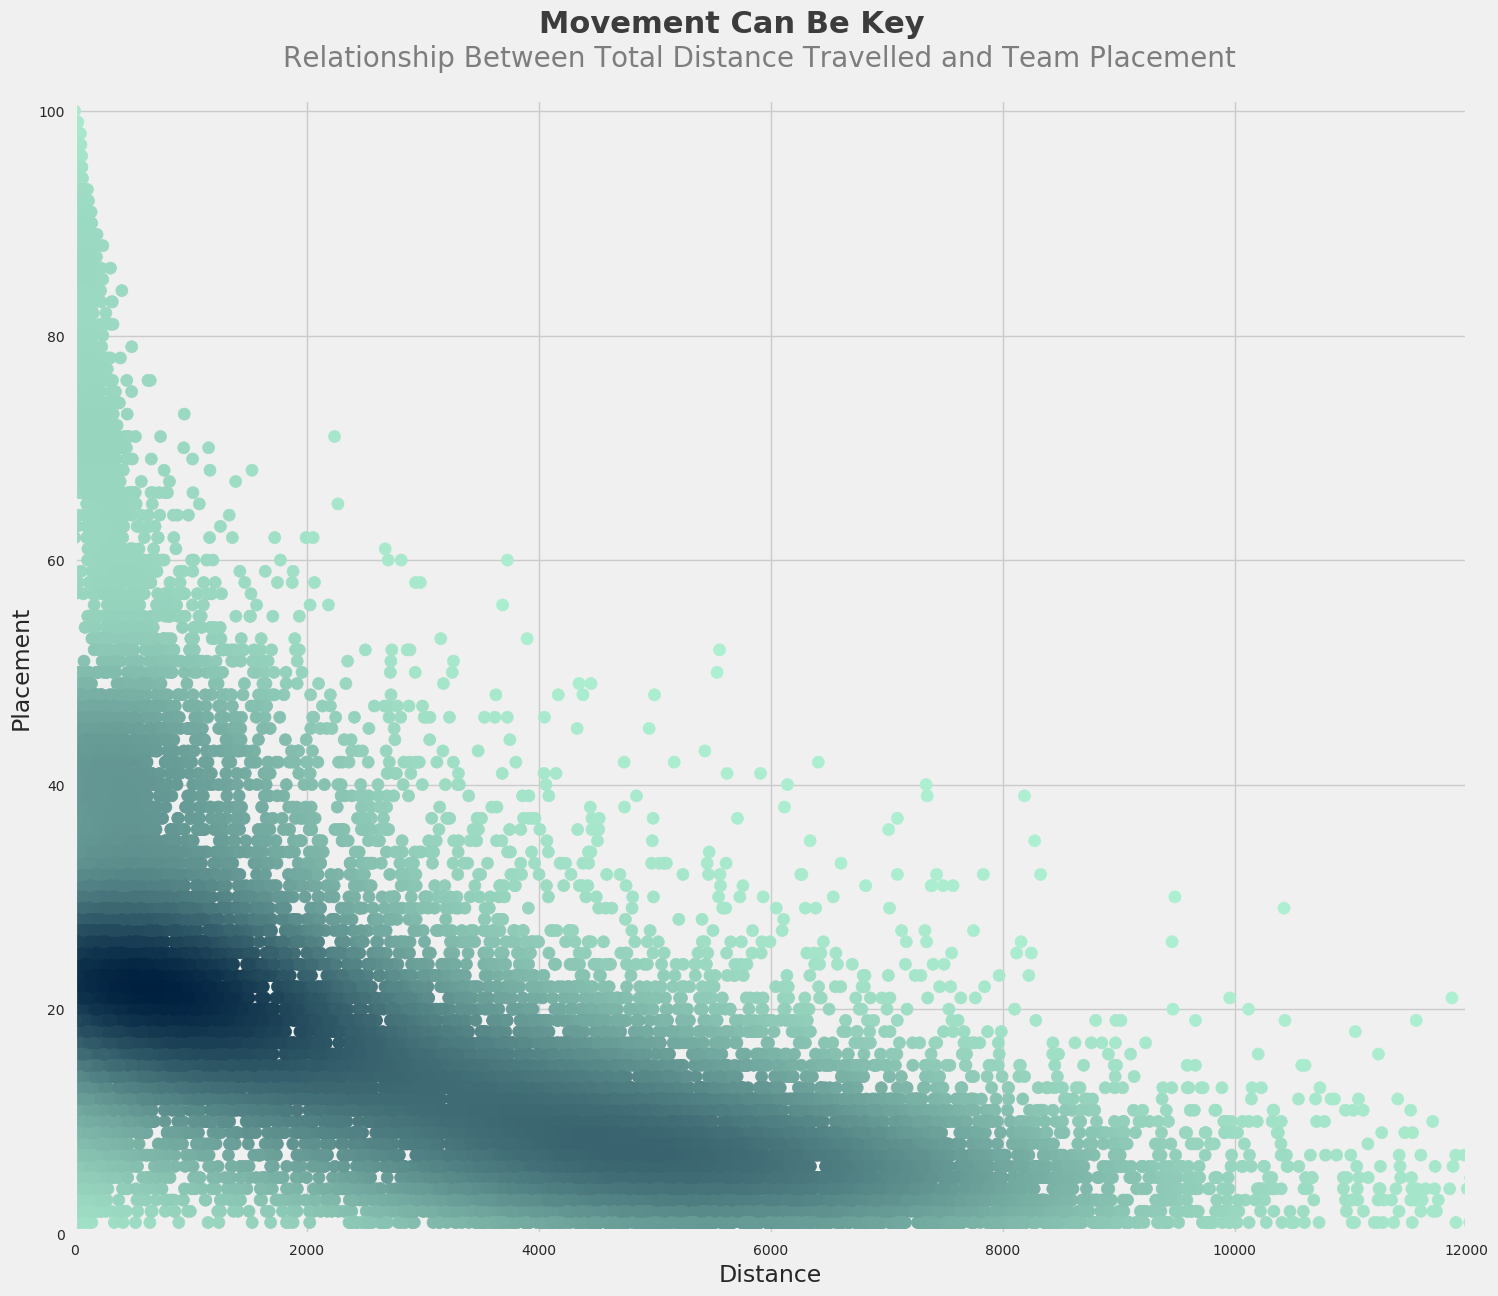 Movement Can Be Key
Relationship Between Total Distance Travelled and Team Placement
100
80
60
40
20
0
Placement
0 2000 4000 6000 8000 10000 12000
Distance